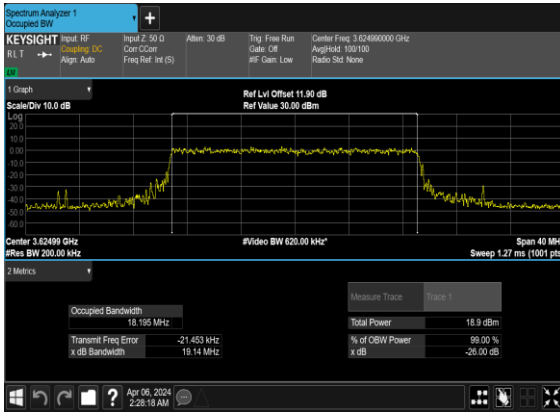 Spectrum Analyzer 1
Occupied BW
KEYSIGHT Input: RF Input Z: 50 Ω Atten: 30 dB Trig: Free Run Center Freq: 3.624990000 GHz
RLT Coupling: DC Corr CCorr Gate: Off Avg|Hold: 100/100
Align: Auto Freq Ref: Int (S) #IF Gain: Low Radio Std: None
1 Graph
Scale/Div 10.0 dB Ref Lvl Offset 11.90 dB
Ref Value 30.00 dBm
Log
20.0
10.0
0.00
-10.0
-20.0
-30.0
-40.0
-50.0
-60.0
Center 3.62499 GHz #Video BW 620.00 kHz* Span 40 MH
#Res BW 200.00 kHz Sweep 1.27 ms (1001 pts
2 Metrics
Measure Trace Trace 1
Occupied Bandwidth
18.195 MHz Total Power 18.9 dBm
Transmit Freq Error -21.453 kHz % of OBW Power 99.00 %
x dB Bandwidth 19.14 MHz x dB -26.00 dB
? Apr 06, 2024
2:28:18 AM